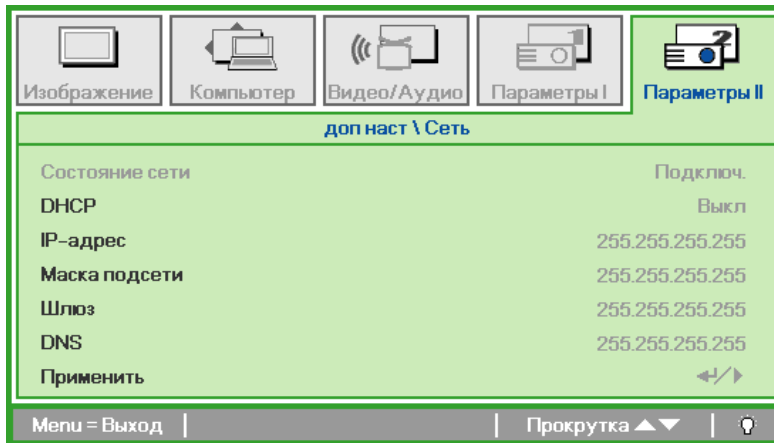 Изображение Компьютер Видео/Аудио Параметры I Параметры II
доп наст \ Сеть
Состояние сети Подключ.
DHCP Выкл
IP-адрес 255.255.255.255
Маска подсети 255.255.255.255
Шлюз 255.255.255.255
DNS 255.255.255.255
Применить
Menu = Выход | | Прокрутка ▲▼ |